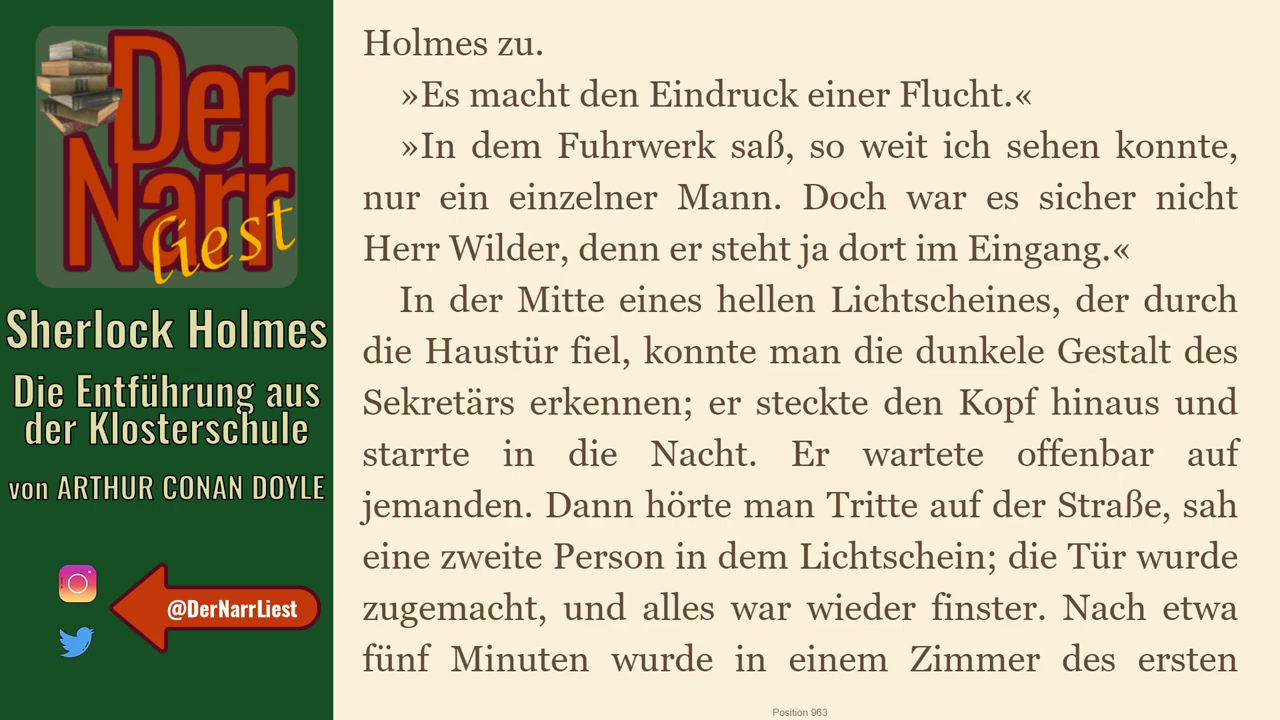 Der
Narr
liest
Sherlock Holmes
Die Entführung aus
der Klosterschule
von ARTHUR CONAN DOYLE
@DerNarrLiest
Holmes zu.
»Es macht den Eindruck einer Flucht.«
»In dem Fuhrwerk saß, so weit ich sehen konnte,
nur ein einzelner Mann. Doch war es sicher nicht
Herr Wilder, denn er steht ja dort im Eingang.«
In der Mitte eines hellen Lichtscheines, der durch
die Haustür fiel, konnte man die dunkele Gestalt des
Sekretärs erkennen; er steckte den Kopf hinaus und
starrte in die Nacht. Er wartete offenbar auf
jemanden. Dann hörte man Tritte auf der Straße, sah
eine zweite Person in dem Lichtschein; die Tür wurde
zugemacht, und alles war wieder finster. Nach etwa
fünf Minuten wurde in einem Zimmer des ersten
Position 963